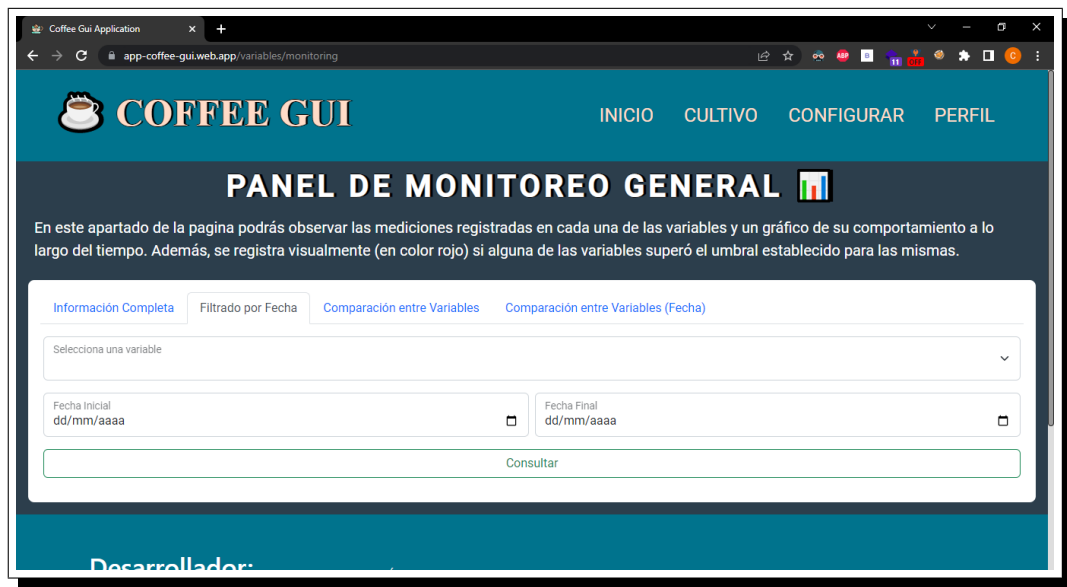 Coffee Gui Application
app-coffee-gui.web.app/variables/monitoring
ABP
11
Off
C
COFFEE GUI
INICIO CULTIVO CONFIGURAR PERFIL
PANEL DE MONITOREO GENERAL
En este apartado de la pagina podrás observar las mediciones registradas en cada una de las variables y un gráfico de su comportamiento a lo
largo del tiempo. Además, se registra visualmente (en color rojo) si alguna de las variables superó el umbral establecido para las mismas.
Información Completa Filtrado por Fecha Comparación entre Variables Comparación entre Variables (Fecha)
Selecciona una variable
Fecha Inicial
dd/mm/aaaa
Fecha Final
dd/mm/aaaa
Consultar
Desarrollador: